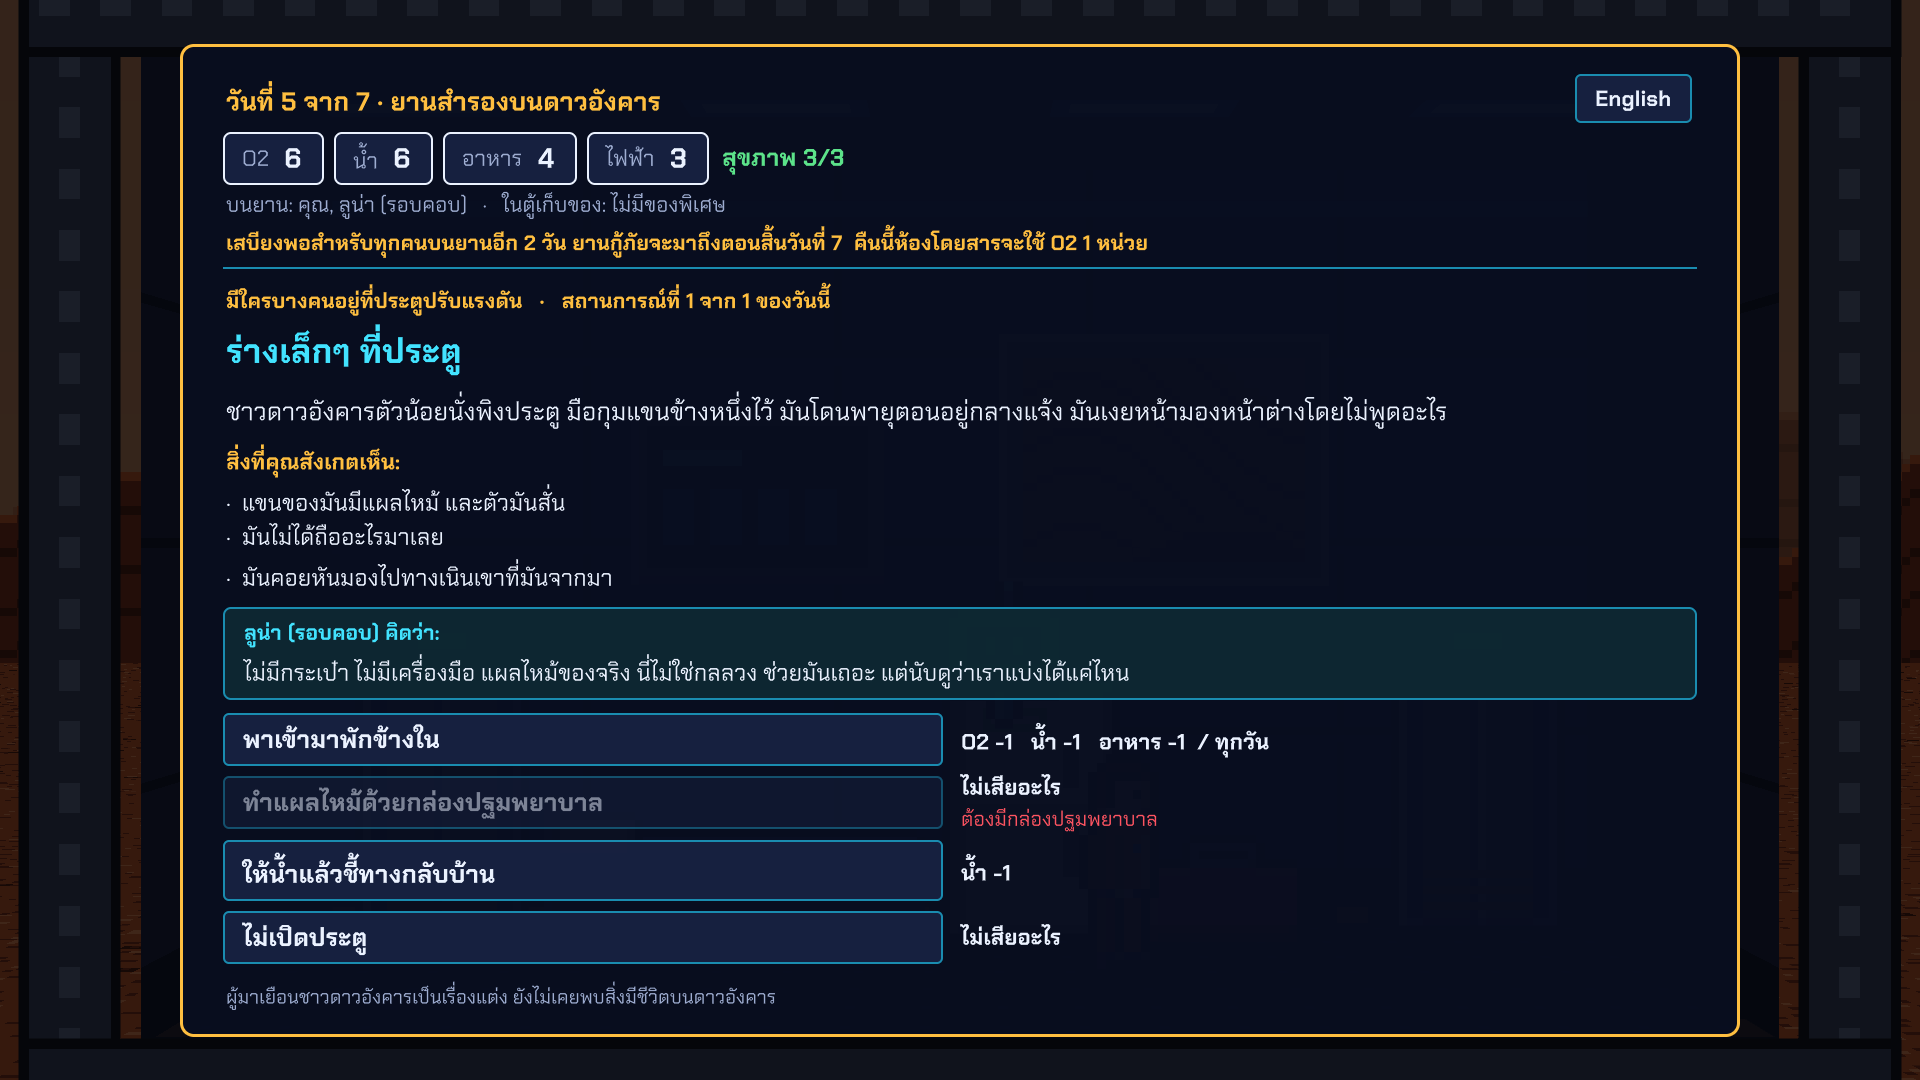 วันที่ 5 จาก 7 · ยานสำรองบนดาวอังคาร
English
O2 6 น้ำ 6 อาหาร 4 ไฟฟ้า 3 สุขภาพ 3/3
บนยาน: คุณ, ลูน่า (รอบคอบ) · ในตู้เก็บของ: ไม่มีของพิเศษ
เสบียงพอสำหรับทุกคนบนยานอีก 2 วัน ยานกู้ภัยจะมาถึงตอนสิ้นวันที่ 7 คืนนี้ห้องโดยสารจะใช้ O2 1 หน่วย
มีใครบางคนอยู่ที่ประตูปรับแรงดัน · สถานการณ์ที่ 1 จาก 1 ของวันนี้
ร่างเล็กๆ ที่ประตู
ชาวดาวอังคารตัวน้อยนั่งพิงประตู มือกุมแขนข้างหนึ่งไว้ มันโดนพายุตอนอยู่กลางแจ้ง มันเงยหน้ามองหน้าต่างโดยไม่พูดอะไร
สิ่งที่คุณสังเกตเห็น:
· แขนของมันมีแผลไหม้ และตัวมันสั่น
· มันไม่ได้ถืออะไรมาเลย
· มันคอยหันมองไปทางเนินเขาที่มันจากมา
ลูน่า (รอบคอบ) คิดว่า:
ไม่มีกระเป๋า ไม่มีเครื่องมือ แผลไหม้ของจริง นี่ไม่ใช่กลลวง ช่วยมันเถอะ แต่นับดูว่าเราแบ่งได้แค่ไหน
พาเข้ามาพักข้างใน
O2 -1 น้ำ -1 อาหาร -1 / ทุกวัน
ทำแผลไหม้ด้วยกล่องปฐมพยาบาล
ไม่เสียอะไร
ต้องมีกล่องปฐมพยาบาล
ให้น้ำแล้วชี้ทางกลับบ้าน
น้ำ -1
ไม่เปิดประตู
ไม่เสียอะไร
ผู้มาเยือนชาวดาวอังคารเป็นเรื่องแต่ง ยังไม่เคยพบสิ่งมีชีวิตบนดาวอังคาร